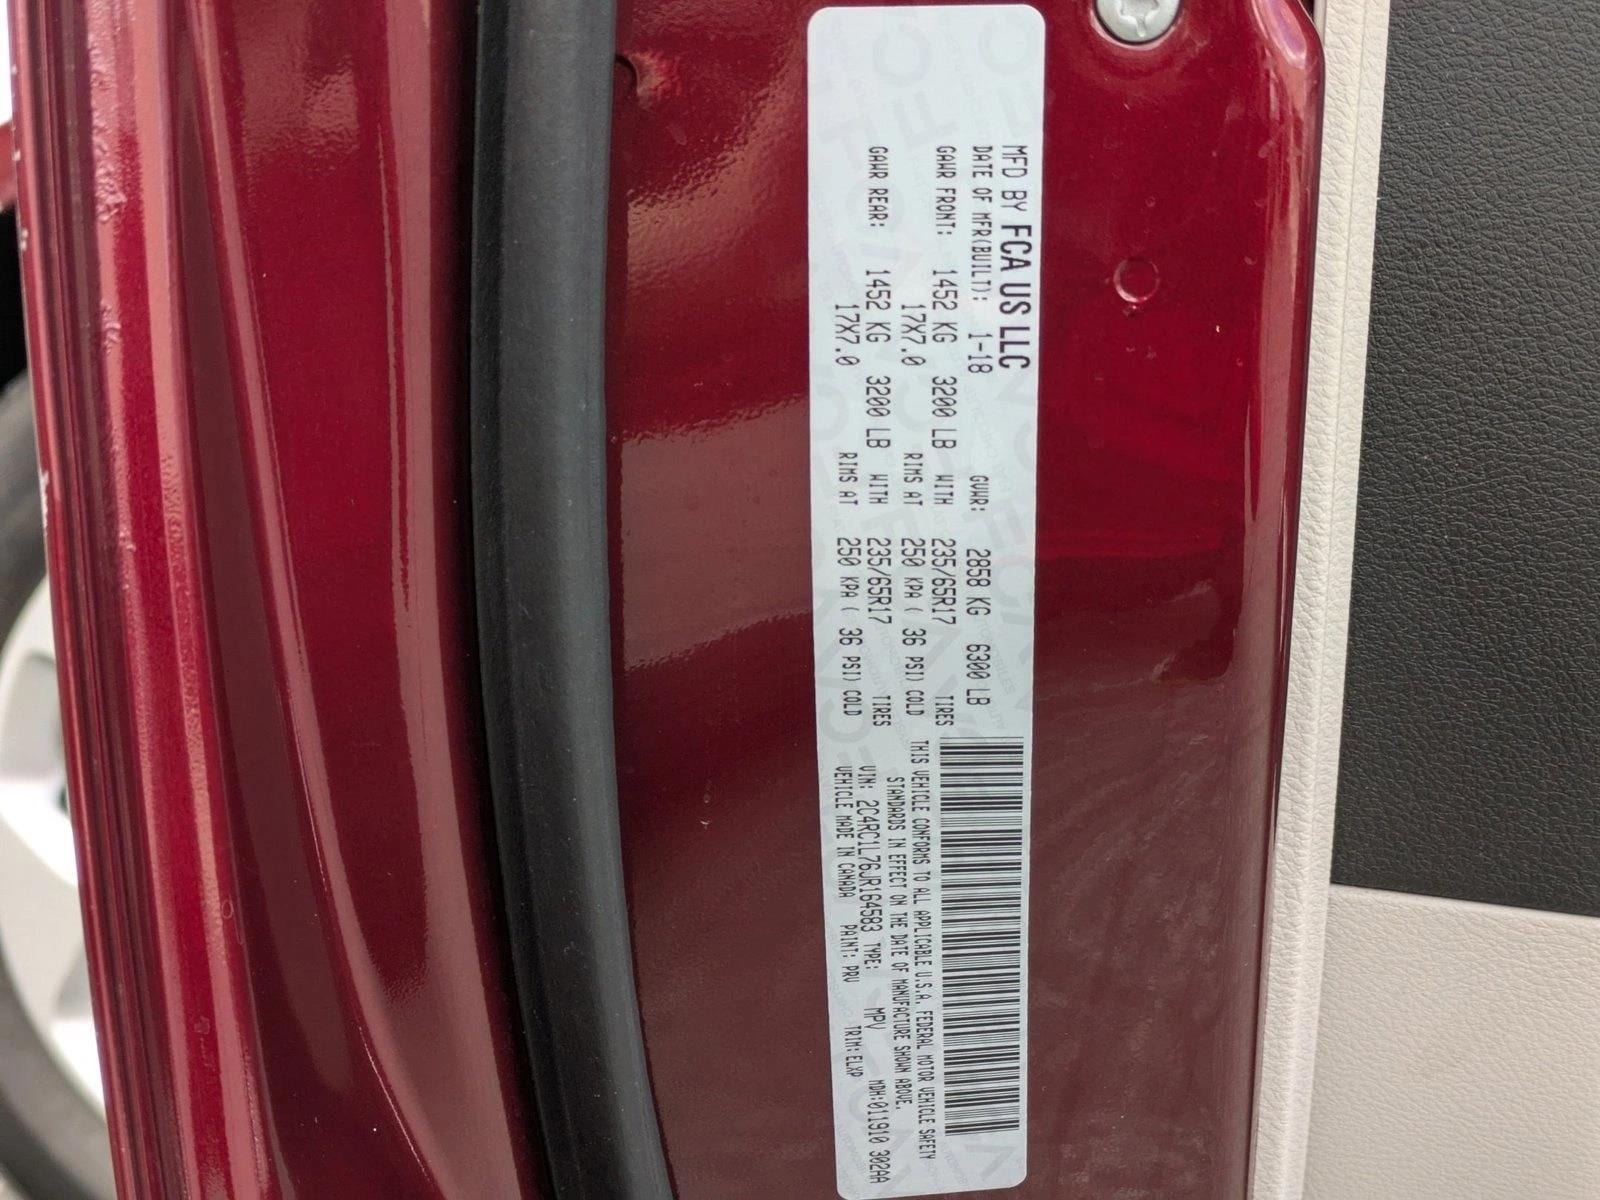 MFD BY FCA US LLC
DATE OF MFR(BUILT): 1-18 GVWR: 2858 KG 6300 LB
GAWR FRONT: 1452 KG 3200 LB WITH 235/65R17 TIRES
17X7.0 RIMS AT 250 KPA ( 36 PSI) COLD
GAWR REAR: 1452 KG 3200 LB WITH 235/65R17 TIRES
17X7.0 RIMS AT 250 KPA ( 36 PSI) COLD
THIS VEHICLE CONFORMS TO ALL APPLICABLE U.S.A. FEDERAL MOTOR VEHICLE SAFETY
STANDARDS IN EFFECT ON THE DATE OF MANUFACTURE SHOWN ABOVE.
VIN: 2C4RC1L76JR164583 TYPE: MPV MDH:011910 302AA
VEHICLE MADE IN CANADA PAINT: PRV TRIM:ELXP